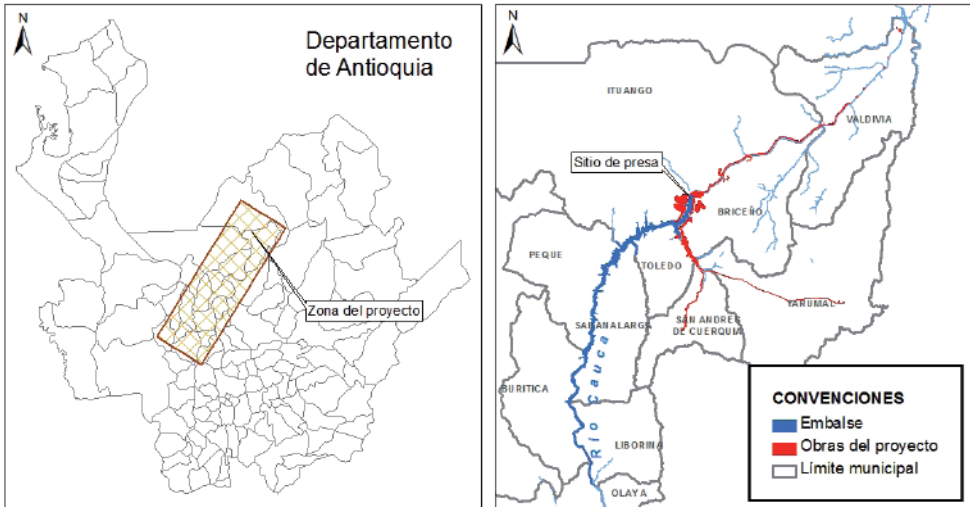 N
Departamento
de Antioquia
Zona del proyecto
N
ITUANGO
VALDIVIA
Sitio de presa
BRICEÑO
PEQUE
TOLEDO
YARUMAL
SAN ANDRES
DE CUERQUIA
SABANALARGA
BURITICA
Río Cauca
LIBORINA
OLAYA
CONVENCIONES
Embalse
Obras del proyecto
Límite municipal